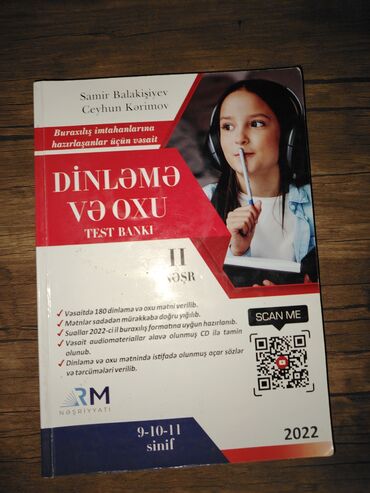 Samir Balakişiyev
Ceyhun Kərimov
Buraxılış imtahanlarına
hazırlaşanlar üçün vəsait
DİNLƏMƏ
VƏ OXU
TEST BANKI
II
NƏŞR
Vəsaitdə 180 dinləmə və oxu mətni verilib.
Mətnlər sadədən mürəkkəbə doğru yığılıb.
Suallar 2022-ci il buraxılış formatına uyğun hazırlanıb.
Vəsait audiomateriallar əlavə olunmuş CD ilə təmin
olunub.
Dinləmə və oxu mətnində istifadə olunmuş açar sözlər
və tərcümələri verilib.
SCAN ME
RM
NƏŞRİYYATI
9-10-11
sinif
2022